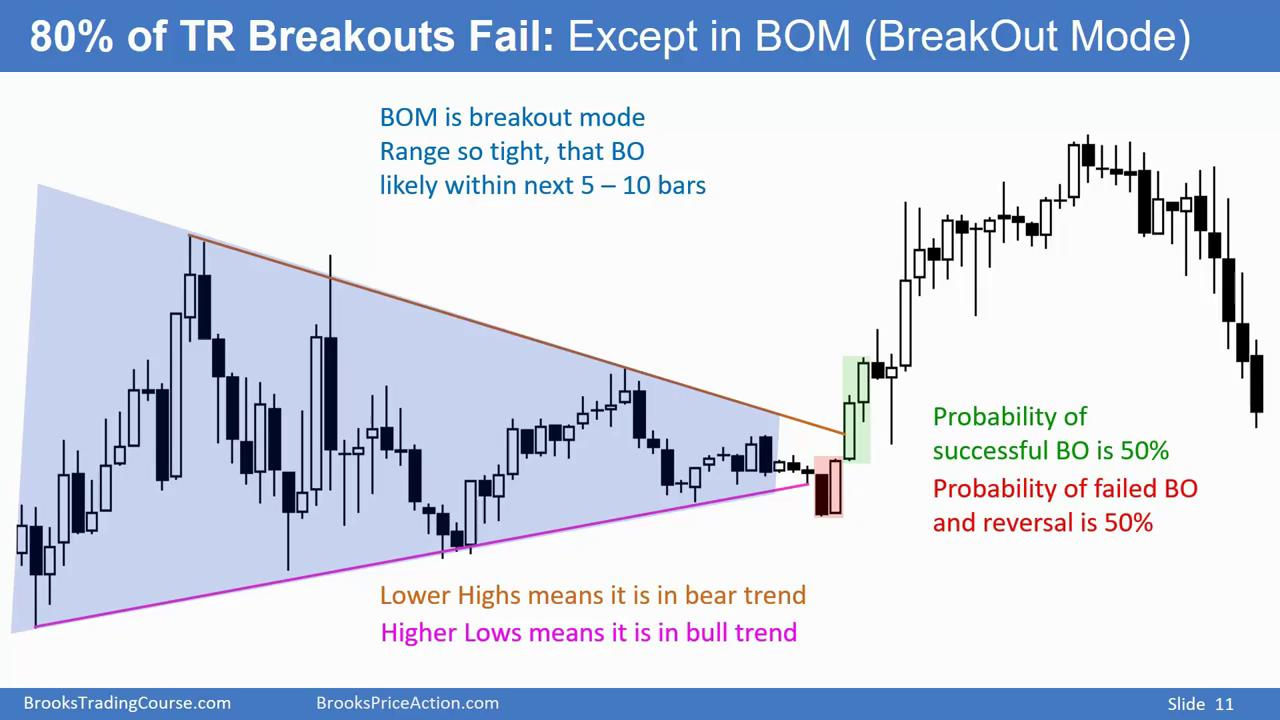 80% of TR Breakouts Fail: Except in BOM (BreakOut Mode)
BOM is breakout mode
Range so tight, that BO
likely within next 5 – 10 bars
Probability of
successful BO is 50%
Probability of failed BO
and reversal is 50%
Lower Highs means it is in bear trend
Higher Lows means it is in bull trend
BrooksTradingCourse.com
BrooksPriceAction.com
Slide 11